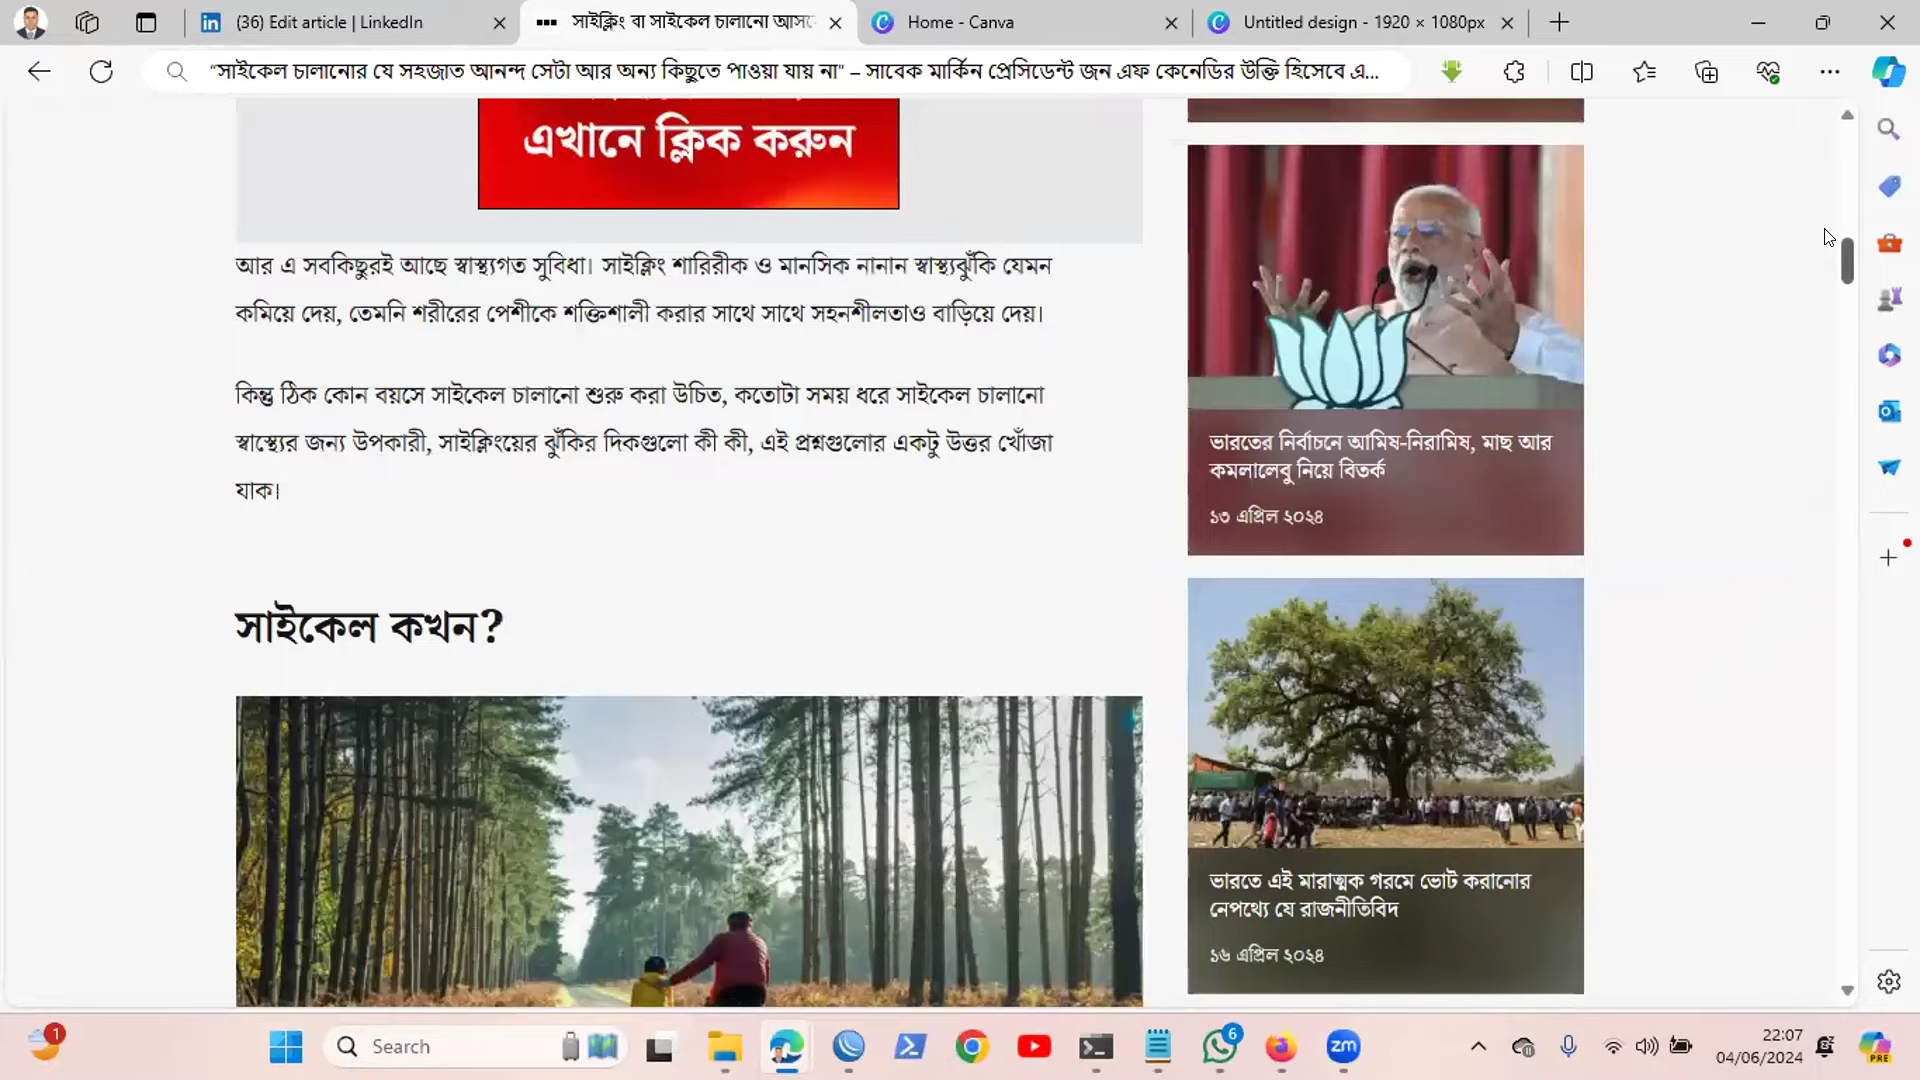 (36) Edit article | LinkedIn
সাইক্লিং বা সাইকেল চালানো আসলে
Home - Canva
Untitled design - 1920 × 1080px
"সাইকেল চালানোর যে সহজাত আনন্দ সেটা আর অন্য কিছুতে পাওয়া যায় না" – সাবেক মার্কিন প্রেসিডেন্ট জন এফ কেনেডির উক্তি হিসেবে এ...
এখানে ক্লিক করুন
আর এ সবকিছুরই আছে স্বাস্থ্যগত সুবিধা। সাইক্লিং শারিরীক ও মানসিক নানান স্বাস্থ্যঝুঁকি যেমন
কমিয়ে দেয়, তেমনি শরীরের পেশীকে শক্তিশালী করার সাথে সাথে সহনশীলতাও বাড়িয়ে দেয়।
কিন্তু ঠিক কোন বয়সে সাইকেল চালানো শুরু করা উচিত, কতোটা সময় ধরে সাইকেল চালানো
স্বাস্থ্যের জন্য উপকারী, সাইক্লিংয়ের ঝুঁকির দিকগুলো কী কী, এই প্রশ্নগুলোর একটু উত্তর খোঁজা
যাক।
সাইকেল কখন?
ভারতের নির্বাচনে আমিষ-নিরামিষ, মাছ আর
কমলালেবু নিয়ে বিতর্ক
১৩ এপ্রিল ২০২৪
ভারতে এই মারাত্মক গরমে ভোট করানোর
নেপথ্যে যে রাজনীতিবিদ
১৬ এপ্রিল ২০২৪
1
Search
6
zm
22:07
04/06/2024
PRE